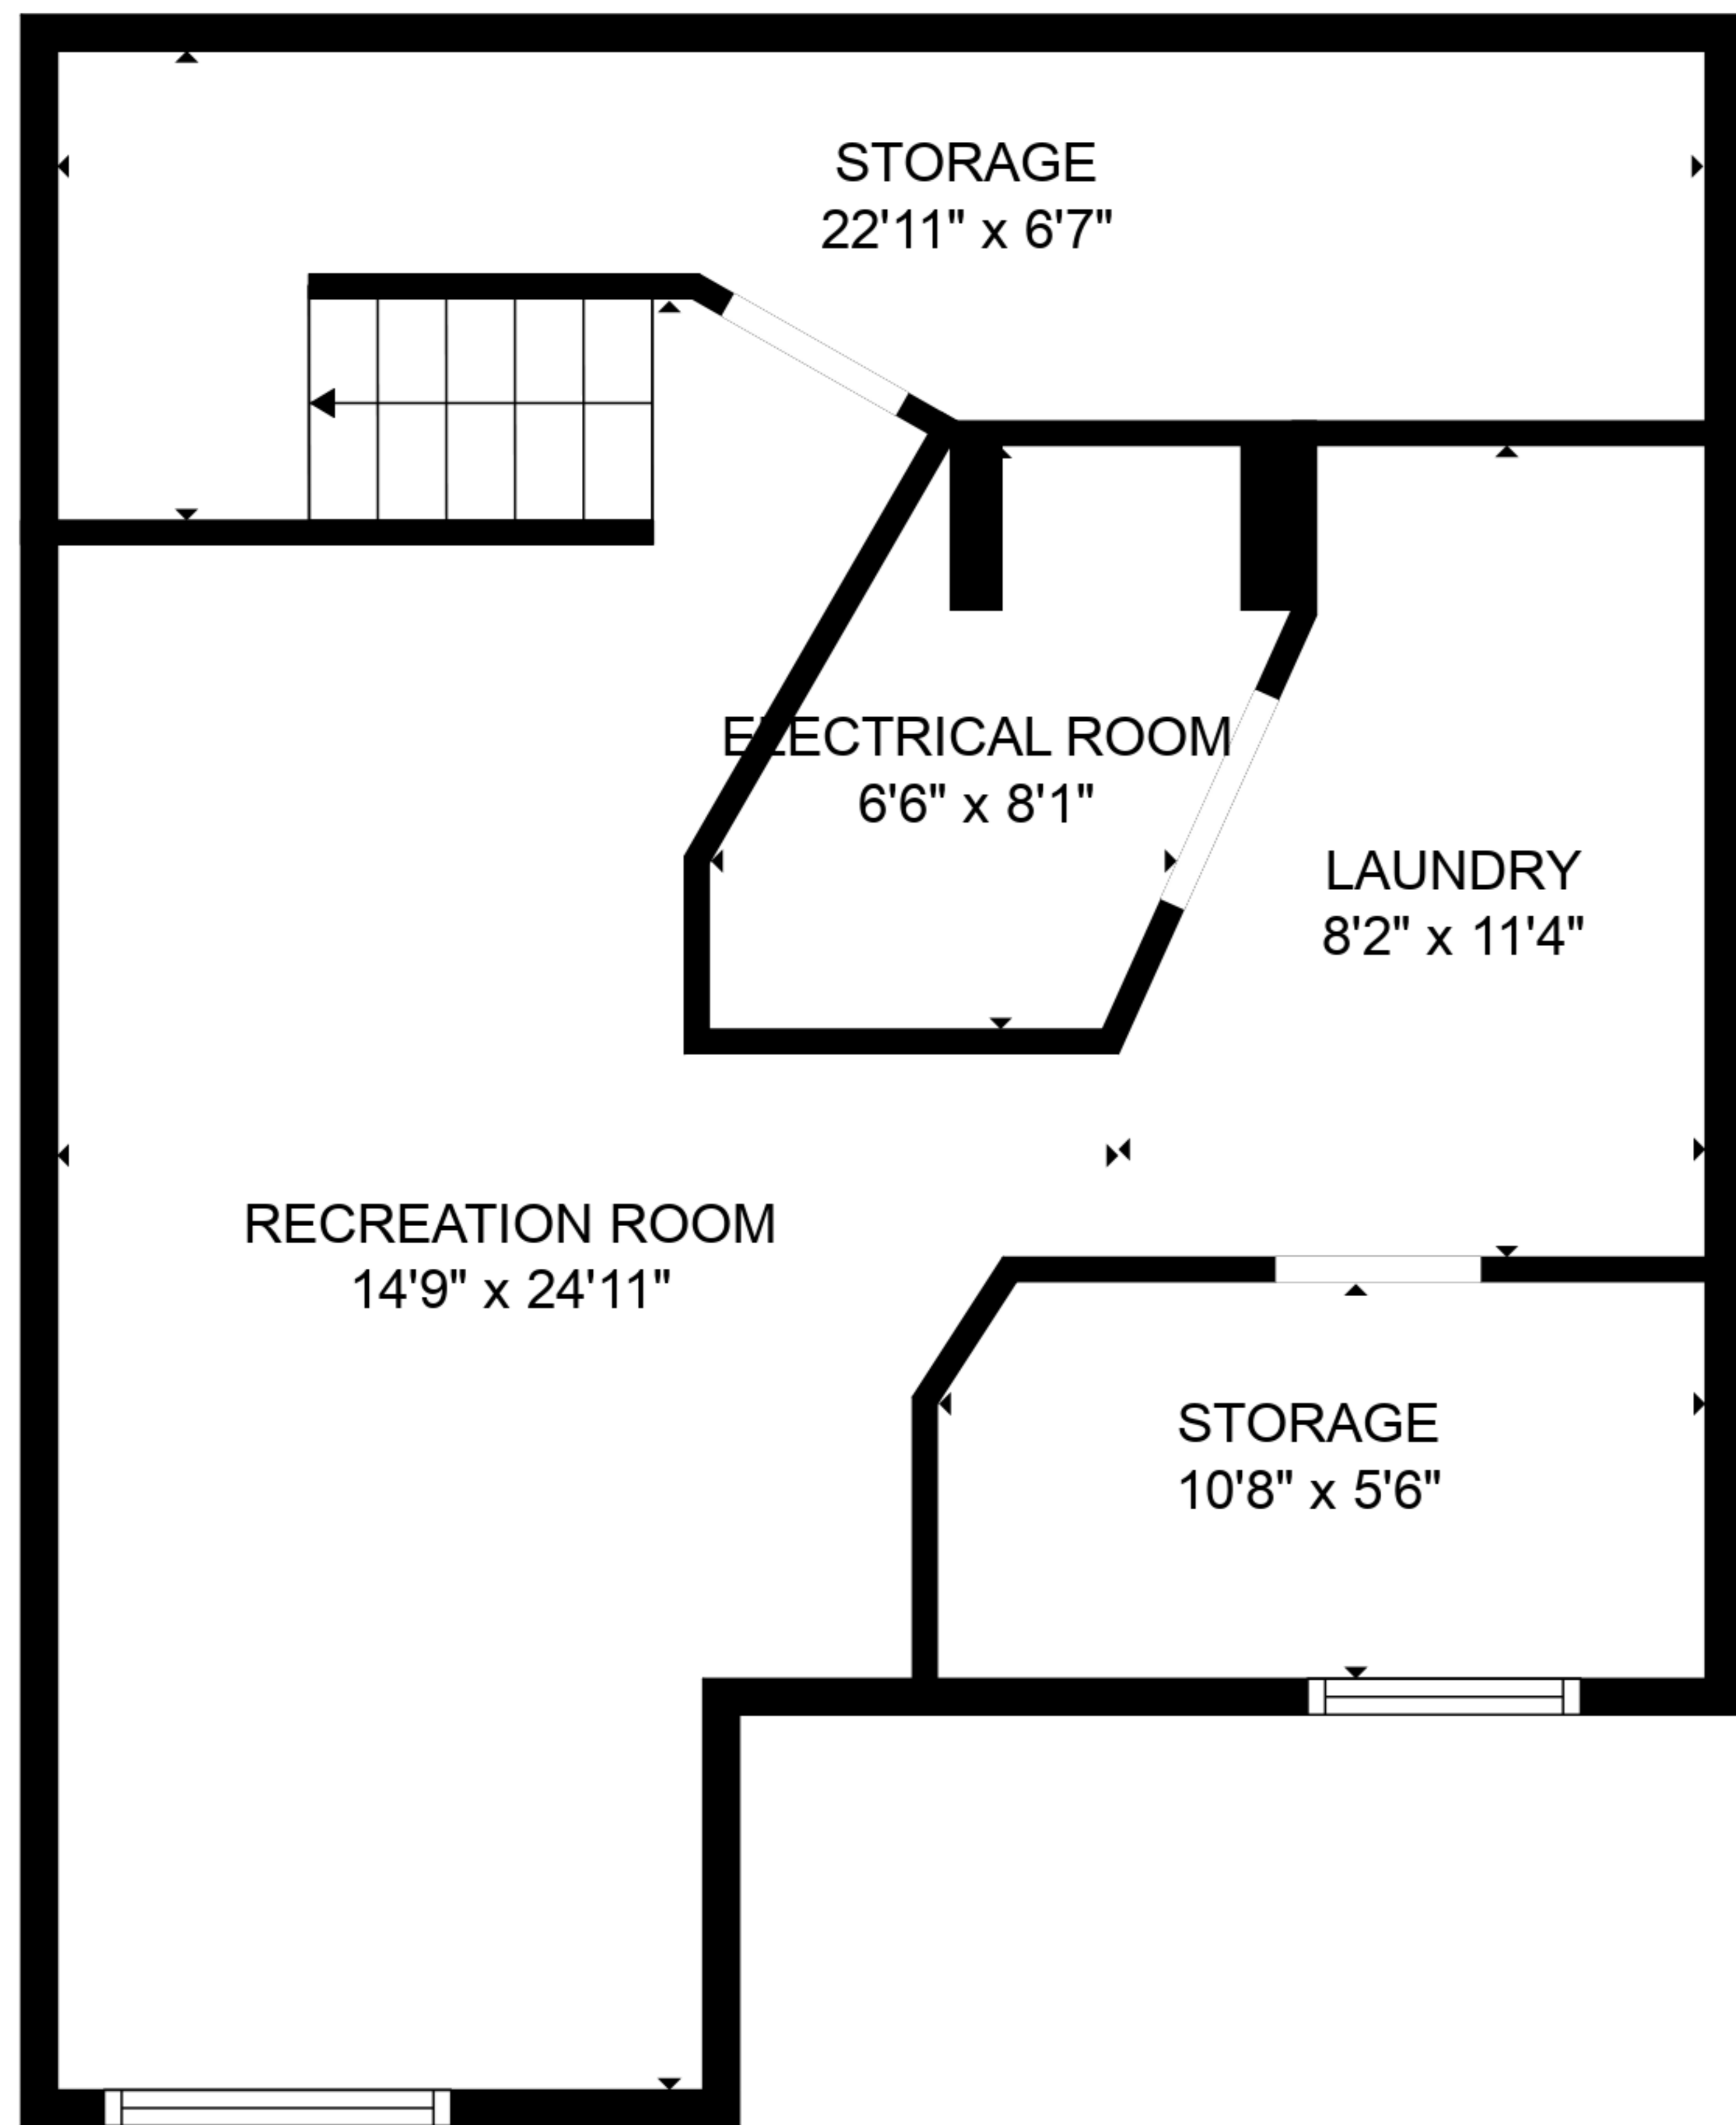 STORAGE
22'11" x 6'7"
ELECTRICAL ROOM
6'6" x 8'1"
LAUNDRY
8'2" x 11'4"
RECREATION ROOM
14'9" x 24'11"
STORAGE
10'8" x 5'6"